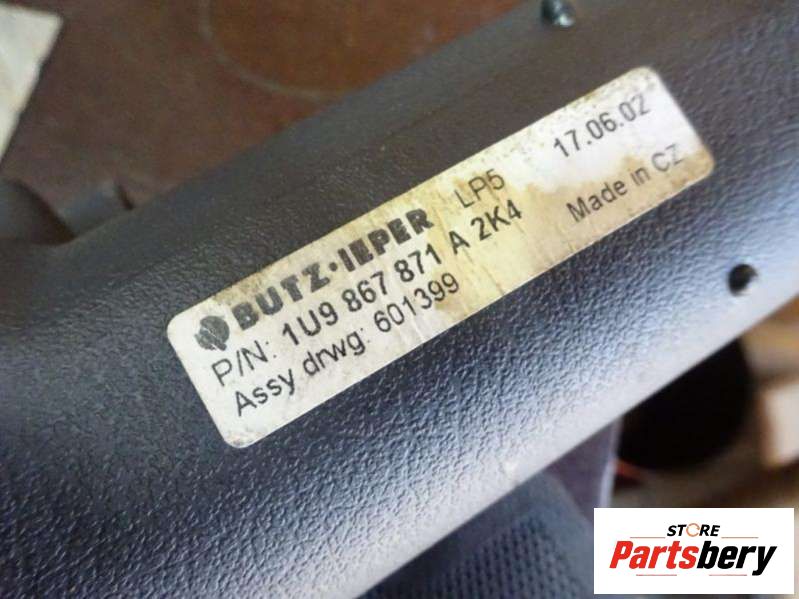 BUTZ·IEPER LP5 17.06.02
P/N: 1U9 867 871 A 2K4 Made in CZ
Assy drwg: 601399
STORE
Partsbery